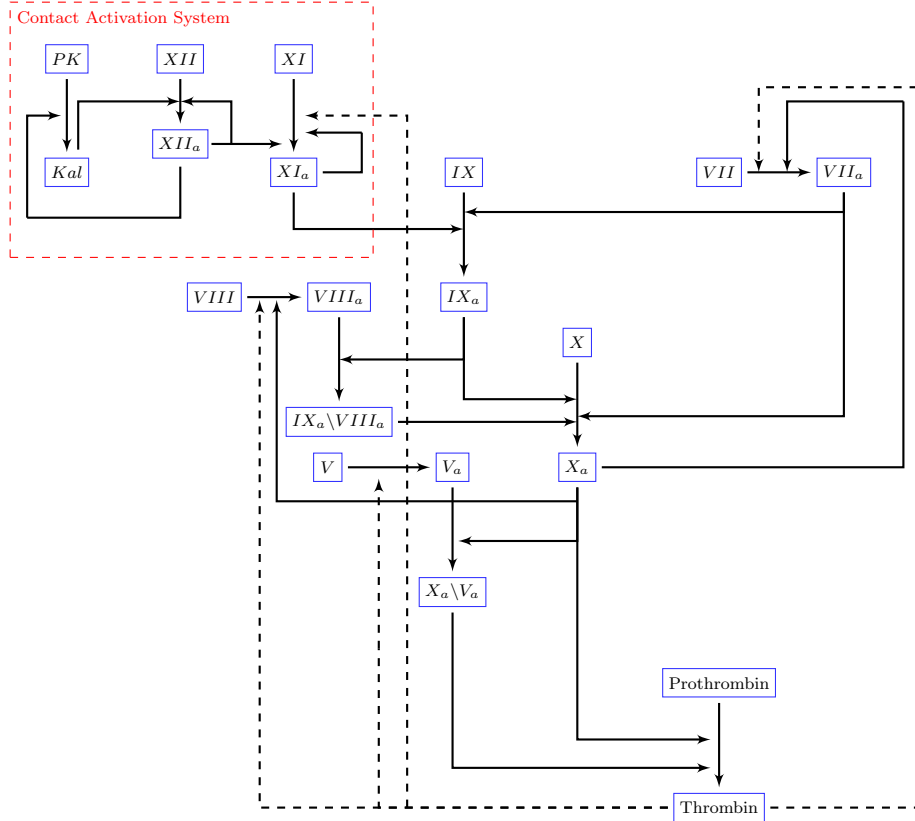 Contact Activation System
PK
XII
XI
XII_a
Kal
XI_a
IX
VII
VII_a
VIII
VIII_a
IX_a
X
IX_a\VIII_a
V
V_a
X_a
X_a\V_a
Prothrombin
Thrombin